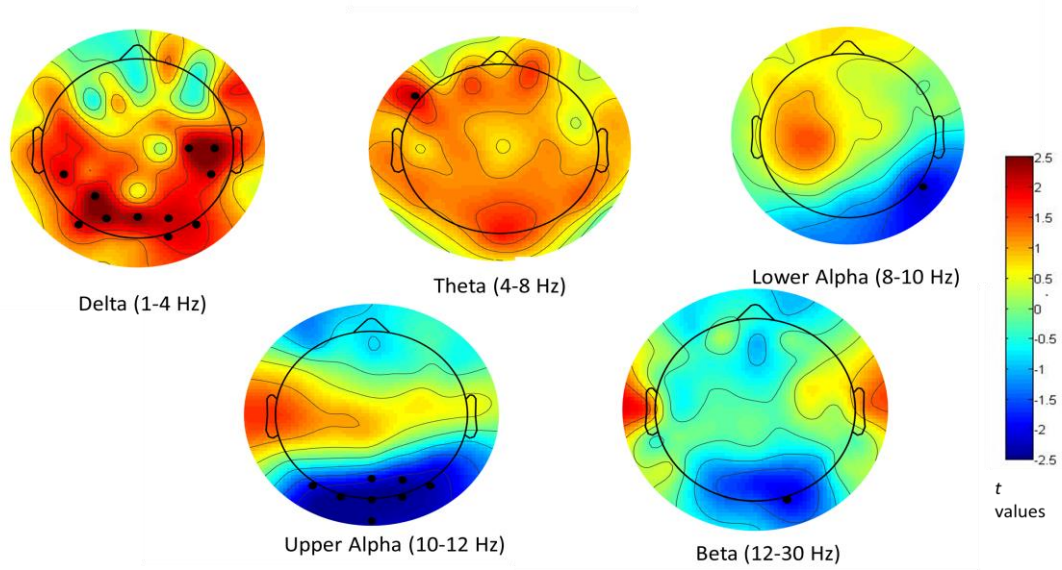 Delta (1-4 Hz)
Theta (4-8 Hz)
Lower Alpha (8-10 Hz)
Upper Alpha (10-12 Hz)
Beta (12-30 Hz)
2.5
2
1.5
1
0.5
0
-0.5
-1
-1.5
-2
-2.5
t
values